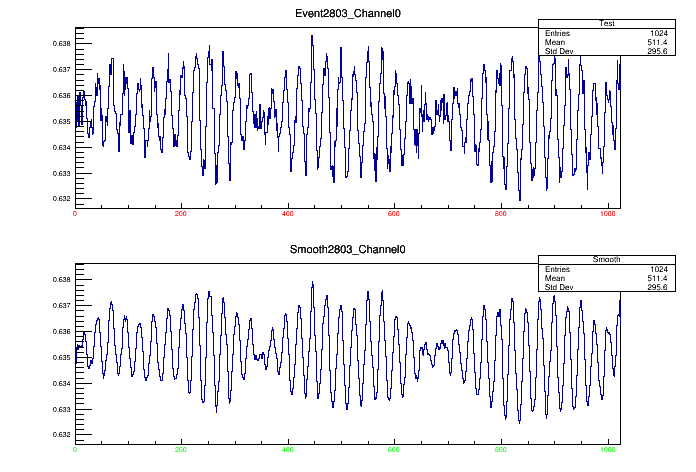 Event2803_Channel0
Test
Entries 1024
Mean 511.4
Std Dev 295.6
0.638
0.637
0.636
0.635
0.634
0.633
0.632
0 200 400 600 800 1000
Smooth2803_Channel0
Smooth
Entries 1024
Mean 511.4
Std Dev 295.6
0.638
0.637
0.636
0.635
0.634
0.633
0.632
0 200 400 600 800 1000